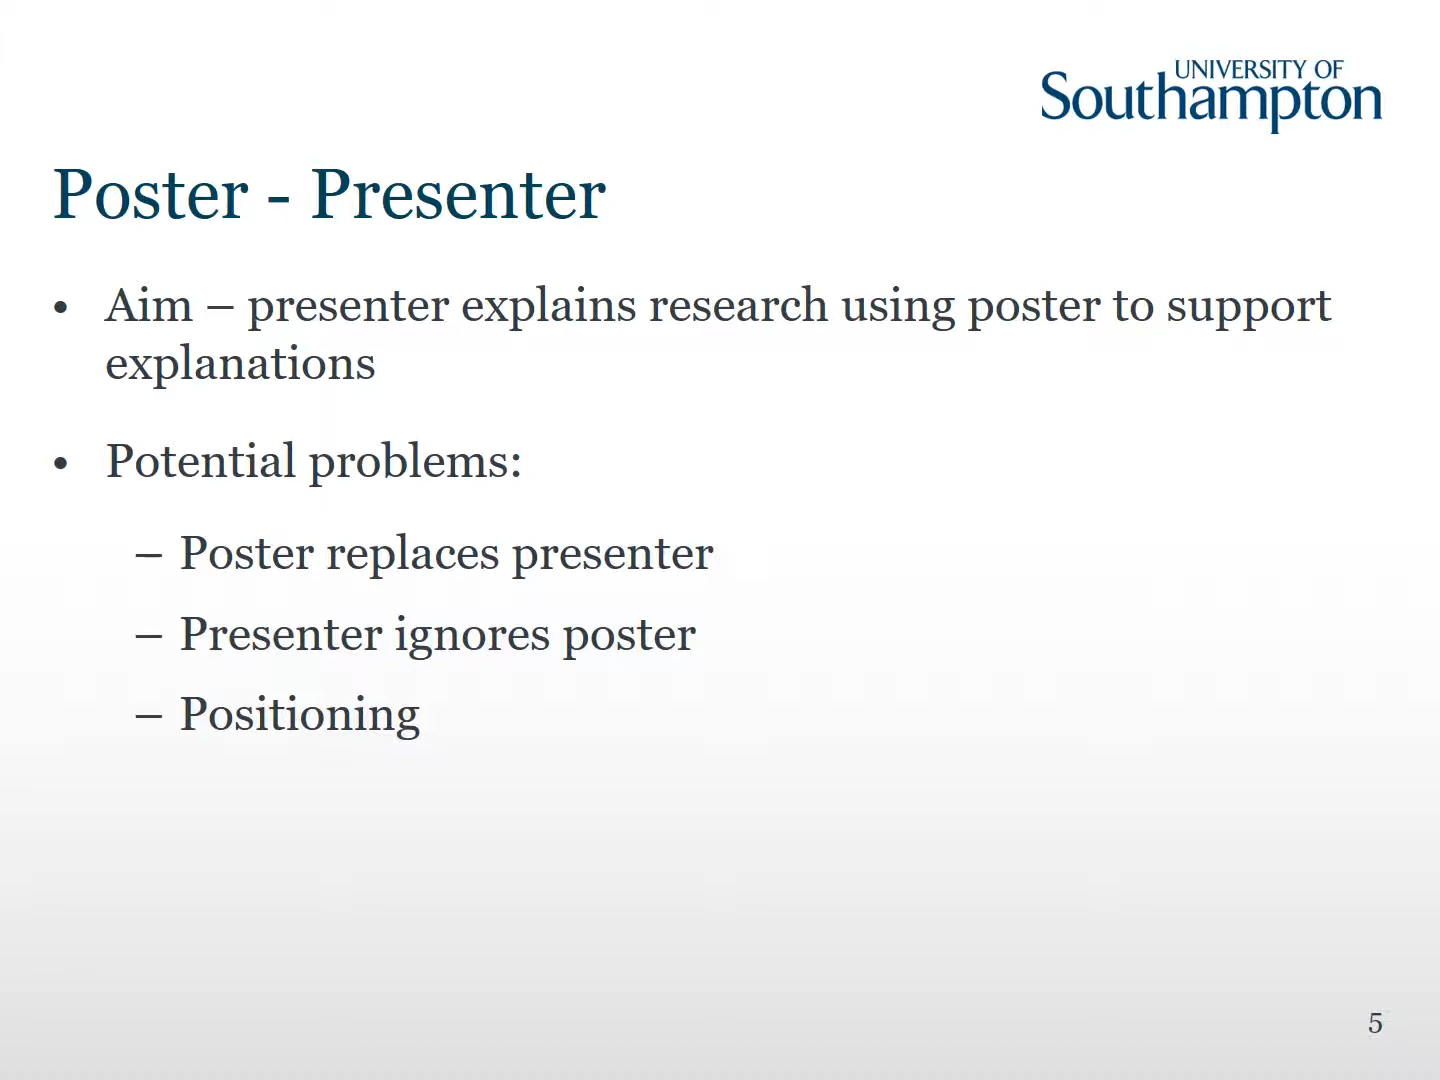 UNIVERSITY OF
Southampton
Poster - Presenter
• Aim – presenter explains research using poster to support
explanations
• Potential problems:
– Poster replaces presenter
– Presenter ignores poster
– Positioning
5